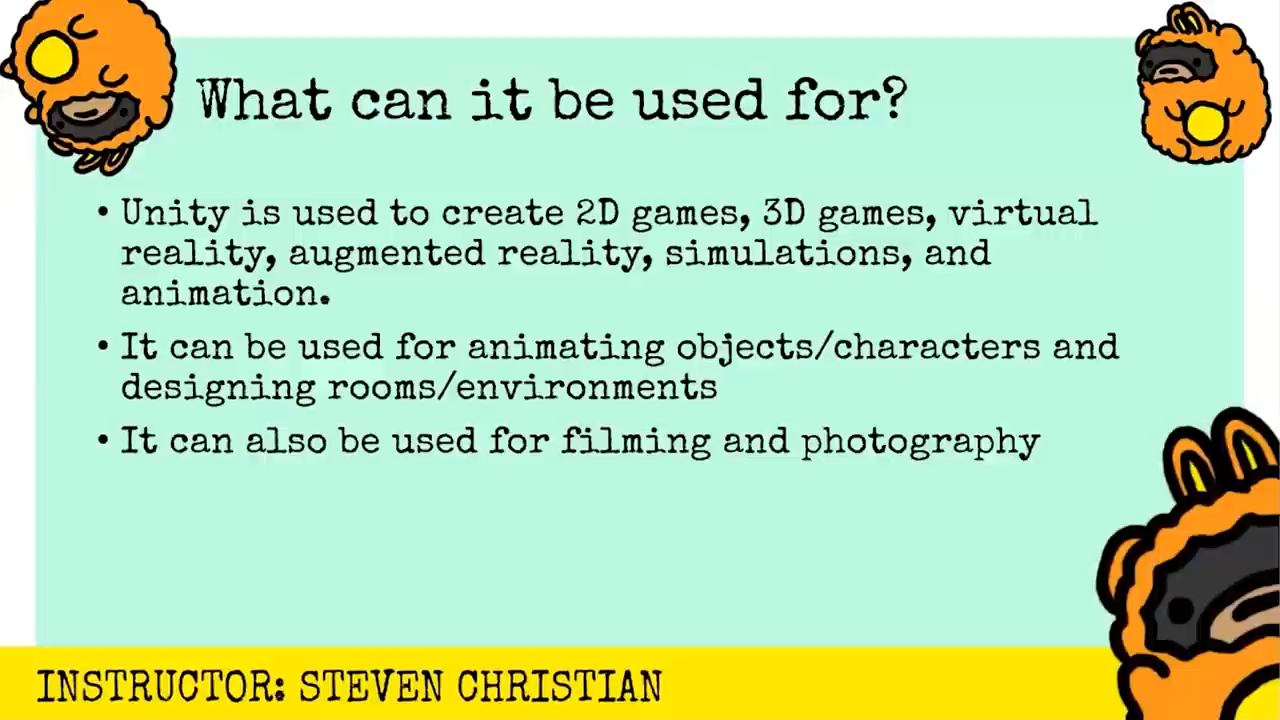 What can it be used for?
• Unity is used to create 2D games, 3D games, virtual
reality, augmented reality, simulations, and
animation.
• It can be used for animating objects/characters and
designing rooms/environments
• It can also be used for filming and photography
INSTRUCTOR: STEVEN CHRISTIAN